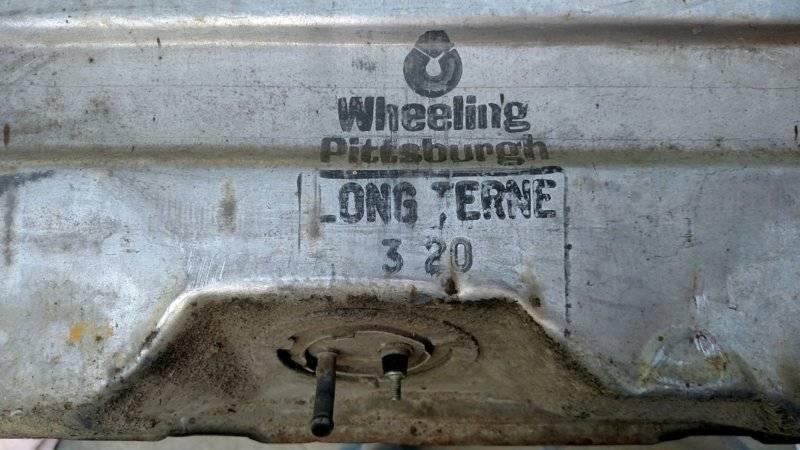 Wheeling
Pittsburgh
LONG TERNE
3 20